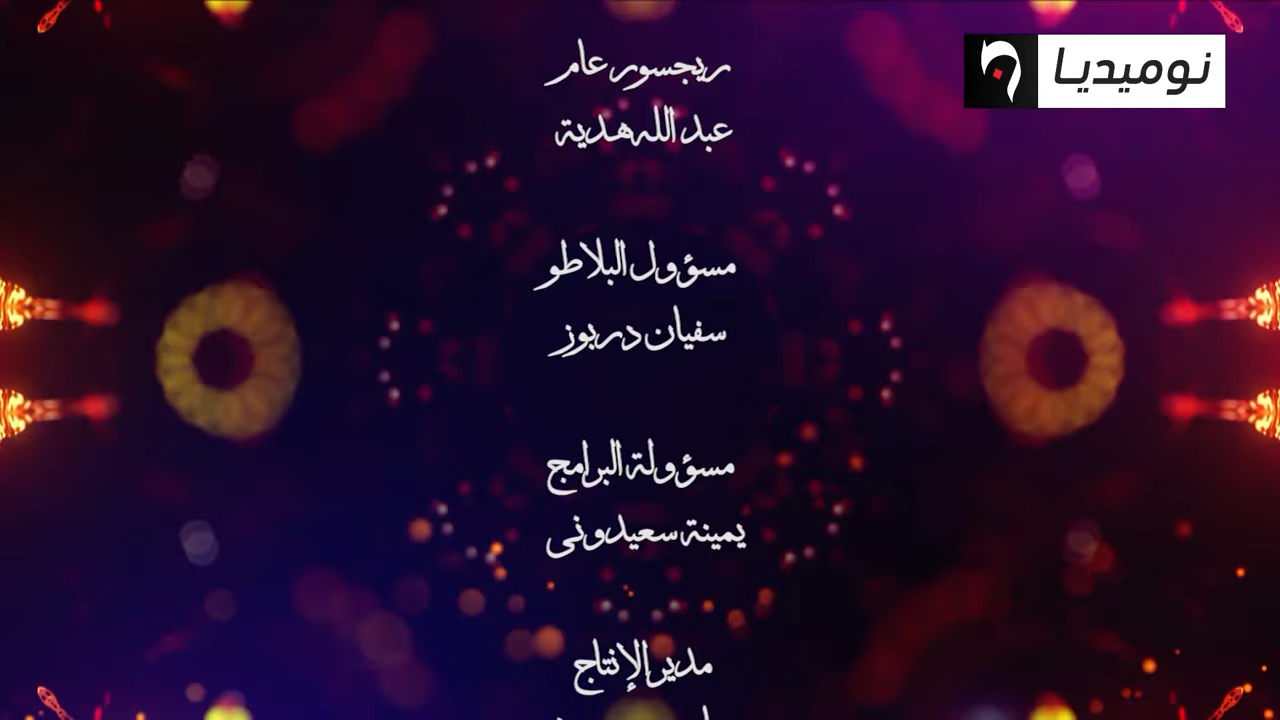 نوميديا
ريجسور عام
عبد الله هدية
مسؤول البلاطو
سفيان دربوز
مسؤولة البرامج
يمينة سعيدوني
مدير الإنتاج